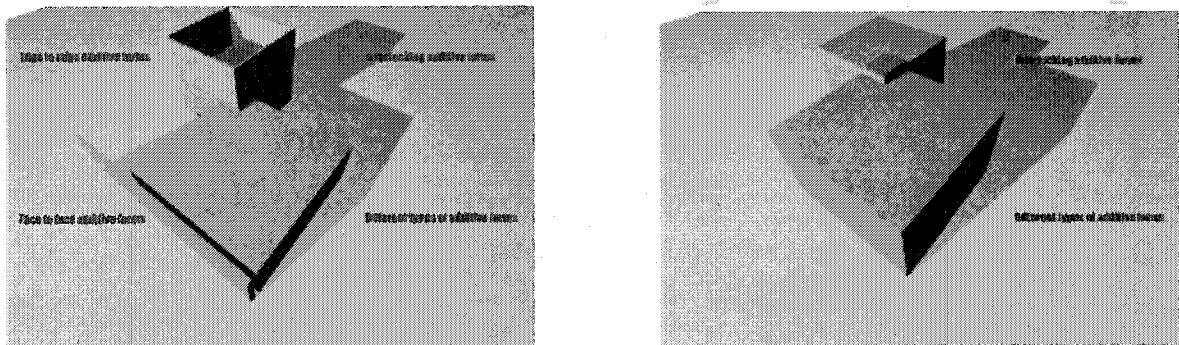 Edge to edge additive forms
Interlocking additive forms
Face to face additive forms
Different types of additive forms
Interlocking additive forms
Different types of additive forms